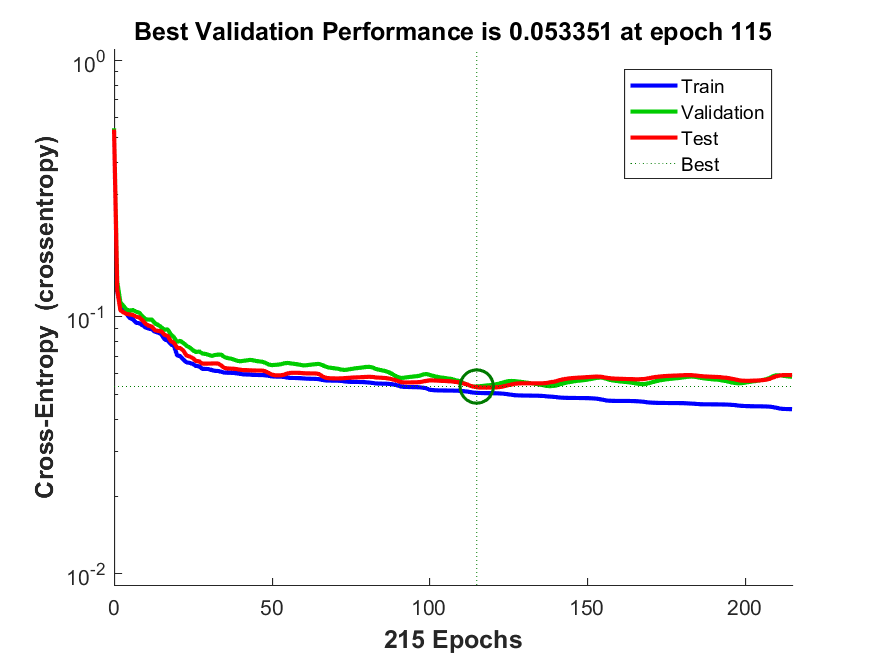 Best Validation Performance is 0.053351 at epoch 115
Cross-Entropy (crossentropy)
10^0
10^-1
10^-2
Train
Validation
Test
Best
0 50 100 150 200
215 Epochs